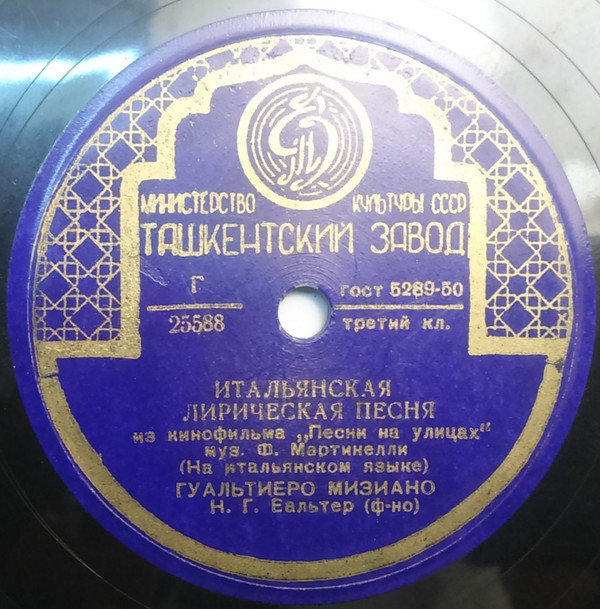 МИНИСТЕРСТВО КУЛЬТУРЫ СССР
ТАШКЕНТСКИЙ ЗАВОД
Г
25588
ГОСТ 5289-50
третий кл.
ИТАЛЬЯНСКАЯ
ЛИРИЧЕСКАЯ ПЕСНЯ
из кинофильма „Песни на улицах“
муз. Ф. Мартинелли
(На итальянском языке)
ГУАЛЬТИЕРО МИЗИАНО
Н. Г. Еальтер (ф-но)